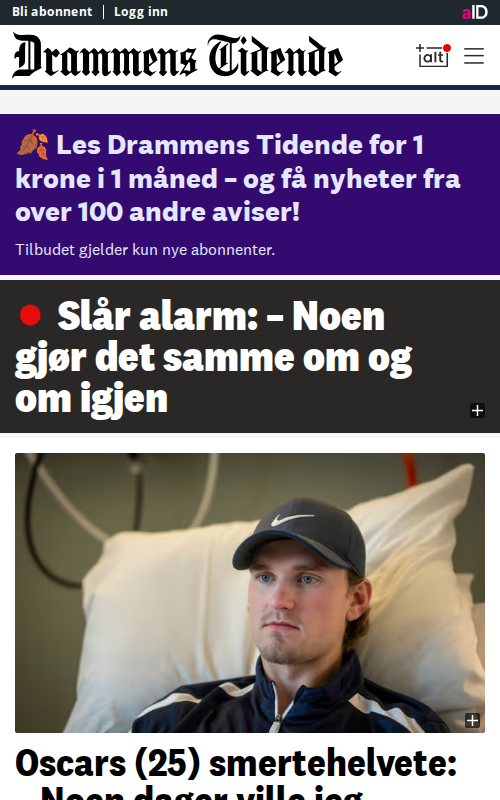 Bli abonnent | Logg inn
aID
Drammens Tidende
+alt
🍂 Les Drammens Tidende for 1
krone i 1 måned – og få nyheter fra
over 100 andre aviser!
Tilbudet gjelder kun nye abonnenter.
Slår alarm: – Noen
gjør det samme om og
om igjen
Oscars (25) smertehelvete:
– Noen dager ville jeg